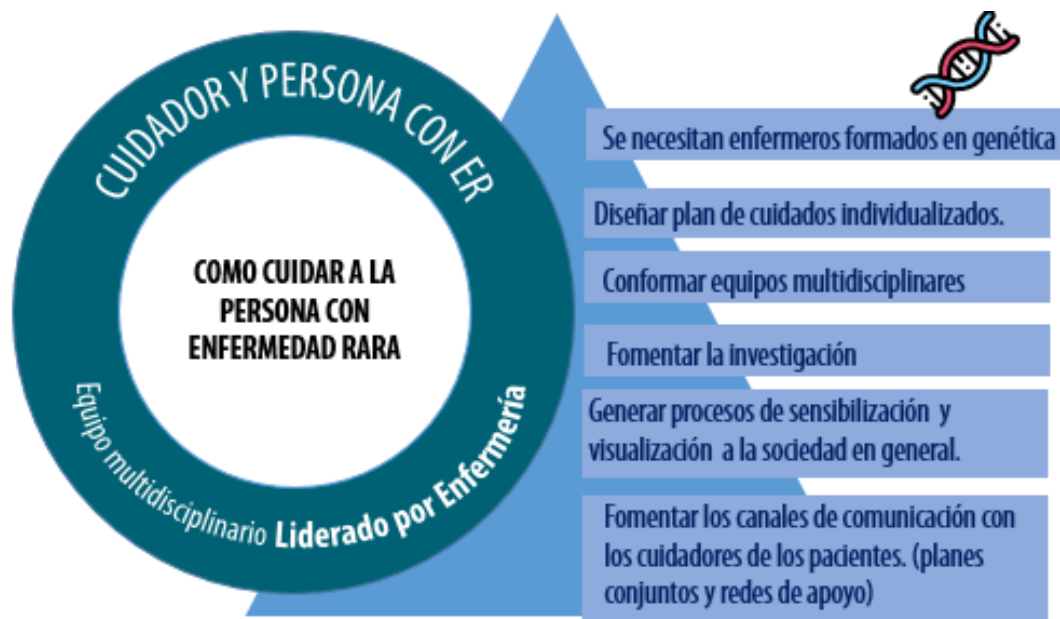 CUIDADOR Y PERSONA CON ER
COMO CUIDAR A LA
PERSONA CON
ENFERMEDAD RARA
Equipo multidisciplinario Liderado por Enfermería
Se necesitan enfermeros formados en genética
Diseñar plan de cuidados individualizados.
Conformar equipos multidisciplinares
Fomentar la investigación
Generar procesos de sensibilización y
visualización a la sociedad en general.
Fomentar los canales de comunicación con
los cuidadores de los pacientes. (planes
conjuntos y redes de apoyo)